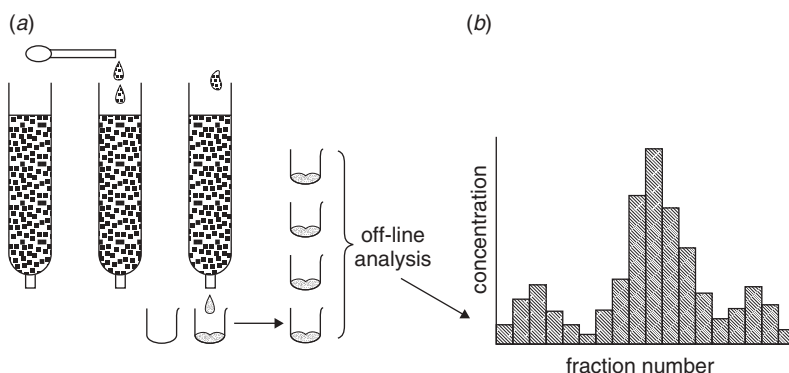 (a)
(b)
off-line
analysis
concentration
fraction number